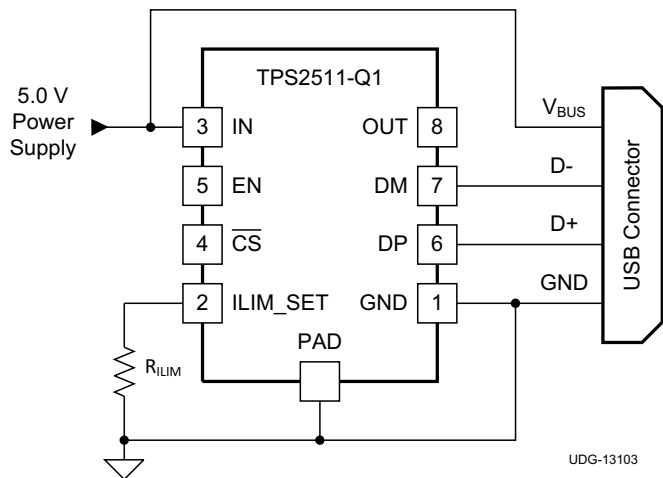 TPS2511-Q1
5.0 V
Power
Supply
3 IN
OUT 8
VBUS
5 EN
DM 7
D-
4 C̅S̅
DP 6
D+
2 ILIM_SET
GND 1
GND
USB Connector
PAD
RILIM
UDG-13103